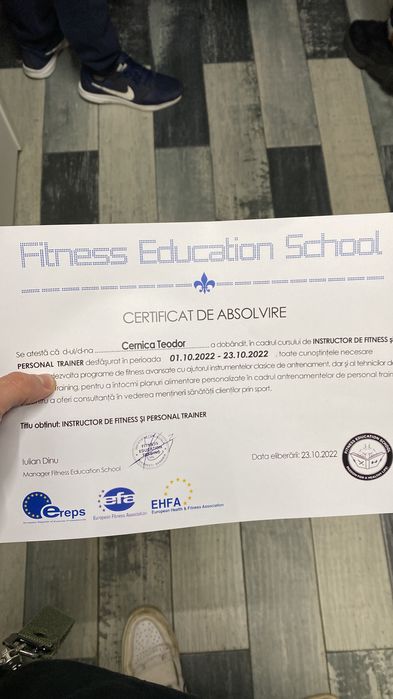 Fitness Education School
CERTIFICAT DE ABSOLVIRE
Se atestă că d-ul/d-na Cernica Teodor a dobândit, în cadrul cursului de INSTRUCTOR DE FITNESS și
PERSONAL TRAINER desfășurat în perioada 01.10.2022 - 23.10.2022 , toate cunoștințele necesare
dezvolta programe de fitness avansate cu ajutorul instrumentelor clasice de antrenament, dar și al tehnicilor de
training, pentru a întocmi planuri alimentare personalizate în cadrul antrenamentelor de personal train
a oferi consultanță în vederea menținerii sănătății clienților prin sport.
Titlu obținut: INSTRUCTOR DE FITNESS ȘI PERSONAL TRAINER
Iulian Dinu
Manager Fitness Education School
Data eliberării: 23.10.2022
FITNESS EDUCATION SCHOOL
ereps
efa
European Fitness Association
EHFA
European Health & Fitness Association